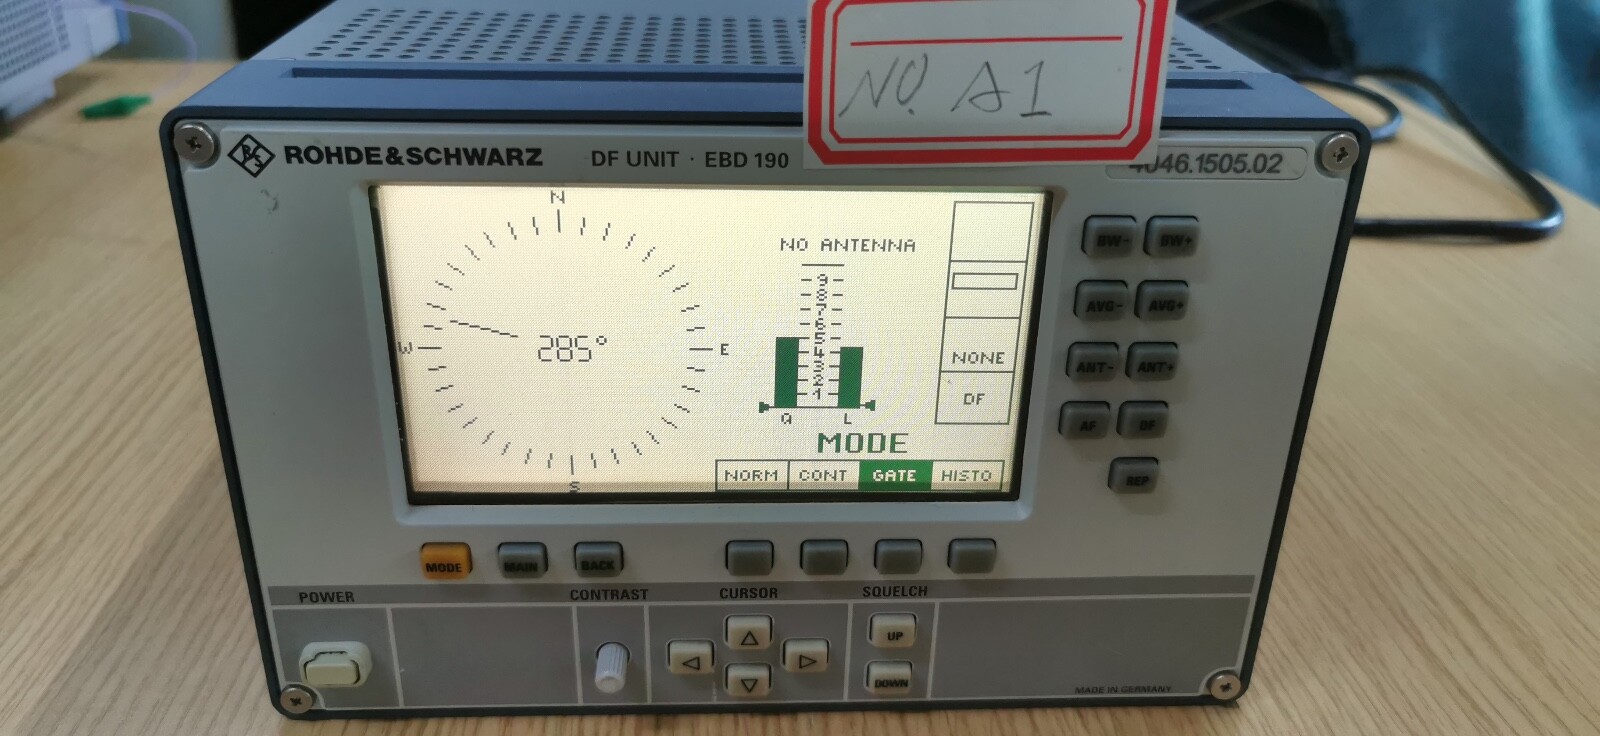 NO. A1
R&S
ROHDE&SCHWARZ DF UNIT · EBD 190
4046.1505.02
N
W
285°
E
S
NO ANTENNA
9
8
7
6
5
4
3
2
1
Q L
MODE
NORM CONT GATE HISTO
NONE
DF
BW- BW+
AVG- AVG+
ANT- ANT+
AF DF
REP
MODE MAIN BACK
POWER CONTRAST CURSOR SQUELCH
UP
DOWN
MADE IN GERMANY